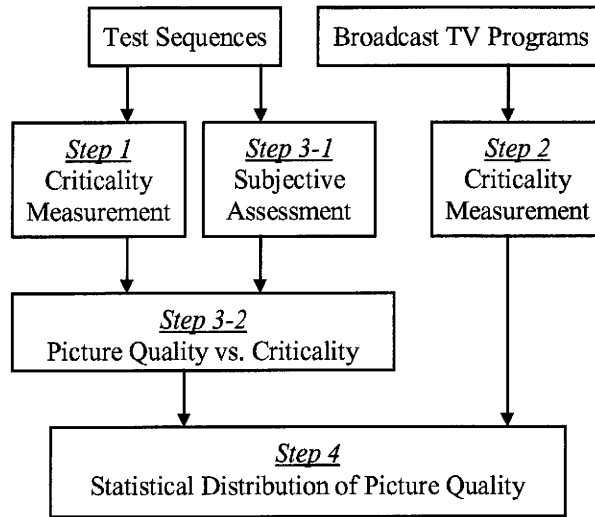 Test Sequences
Broadcast TV Programs
Step 1
Criticality
Measurement
Step 3-1
Subjective
Assessment
Step 2
Criticality
Measurement
Step 3-2
Picture Quality vs. Criticality
Step 4
Statistical Distribution of Picture Quality